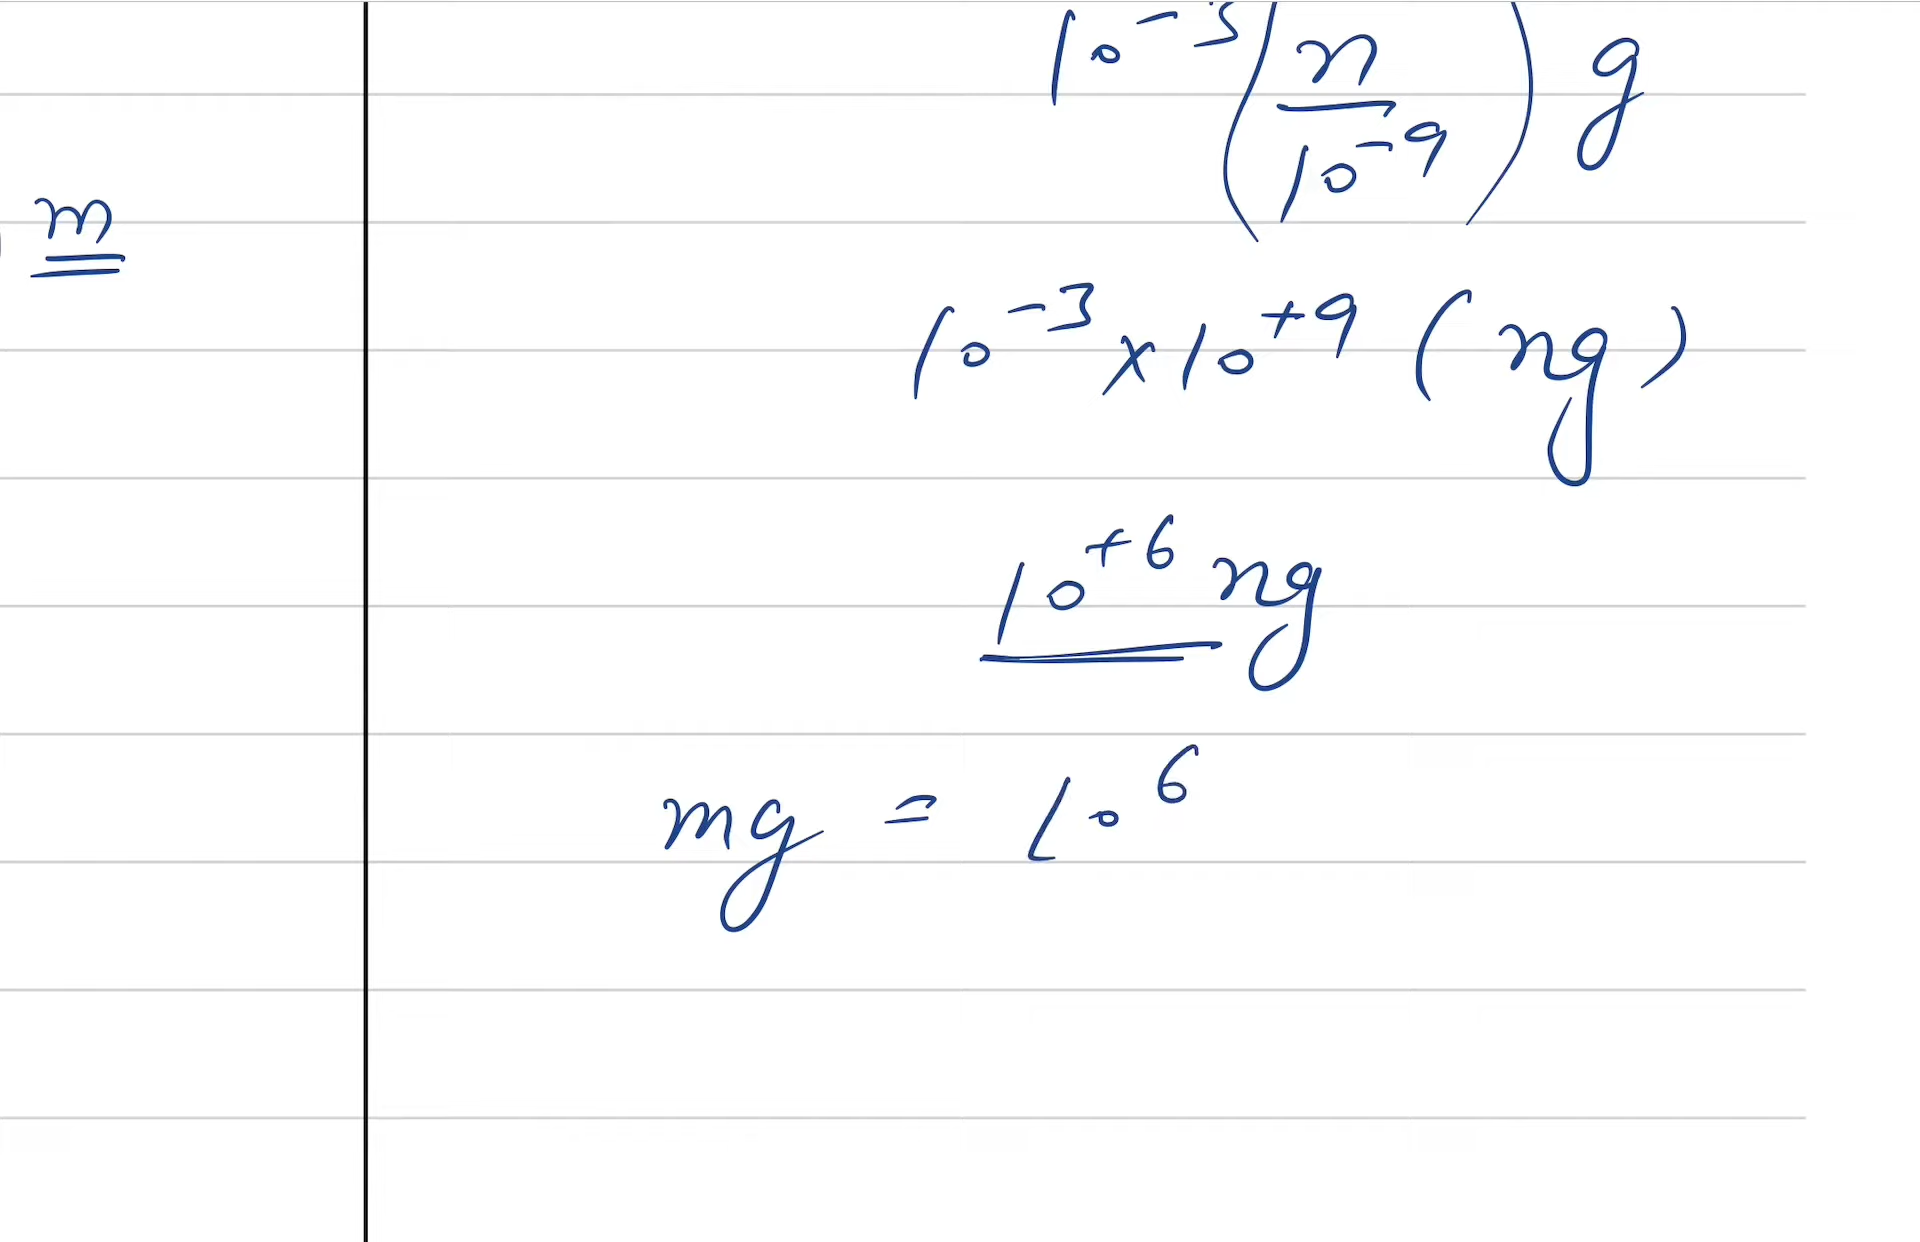 10^-3 (n/10^-9) g
m
10^-3 x 10^+9 (ng)
10^+6 ng
mg = 10^6